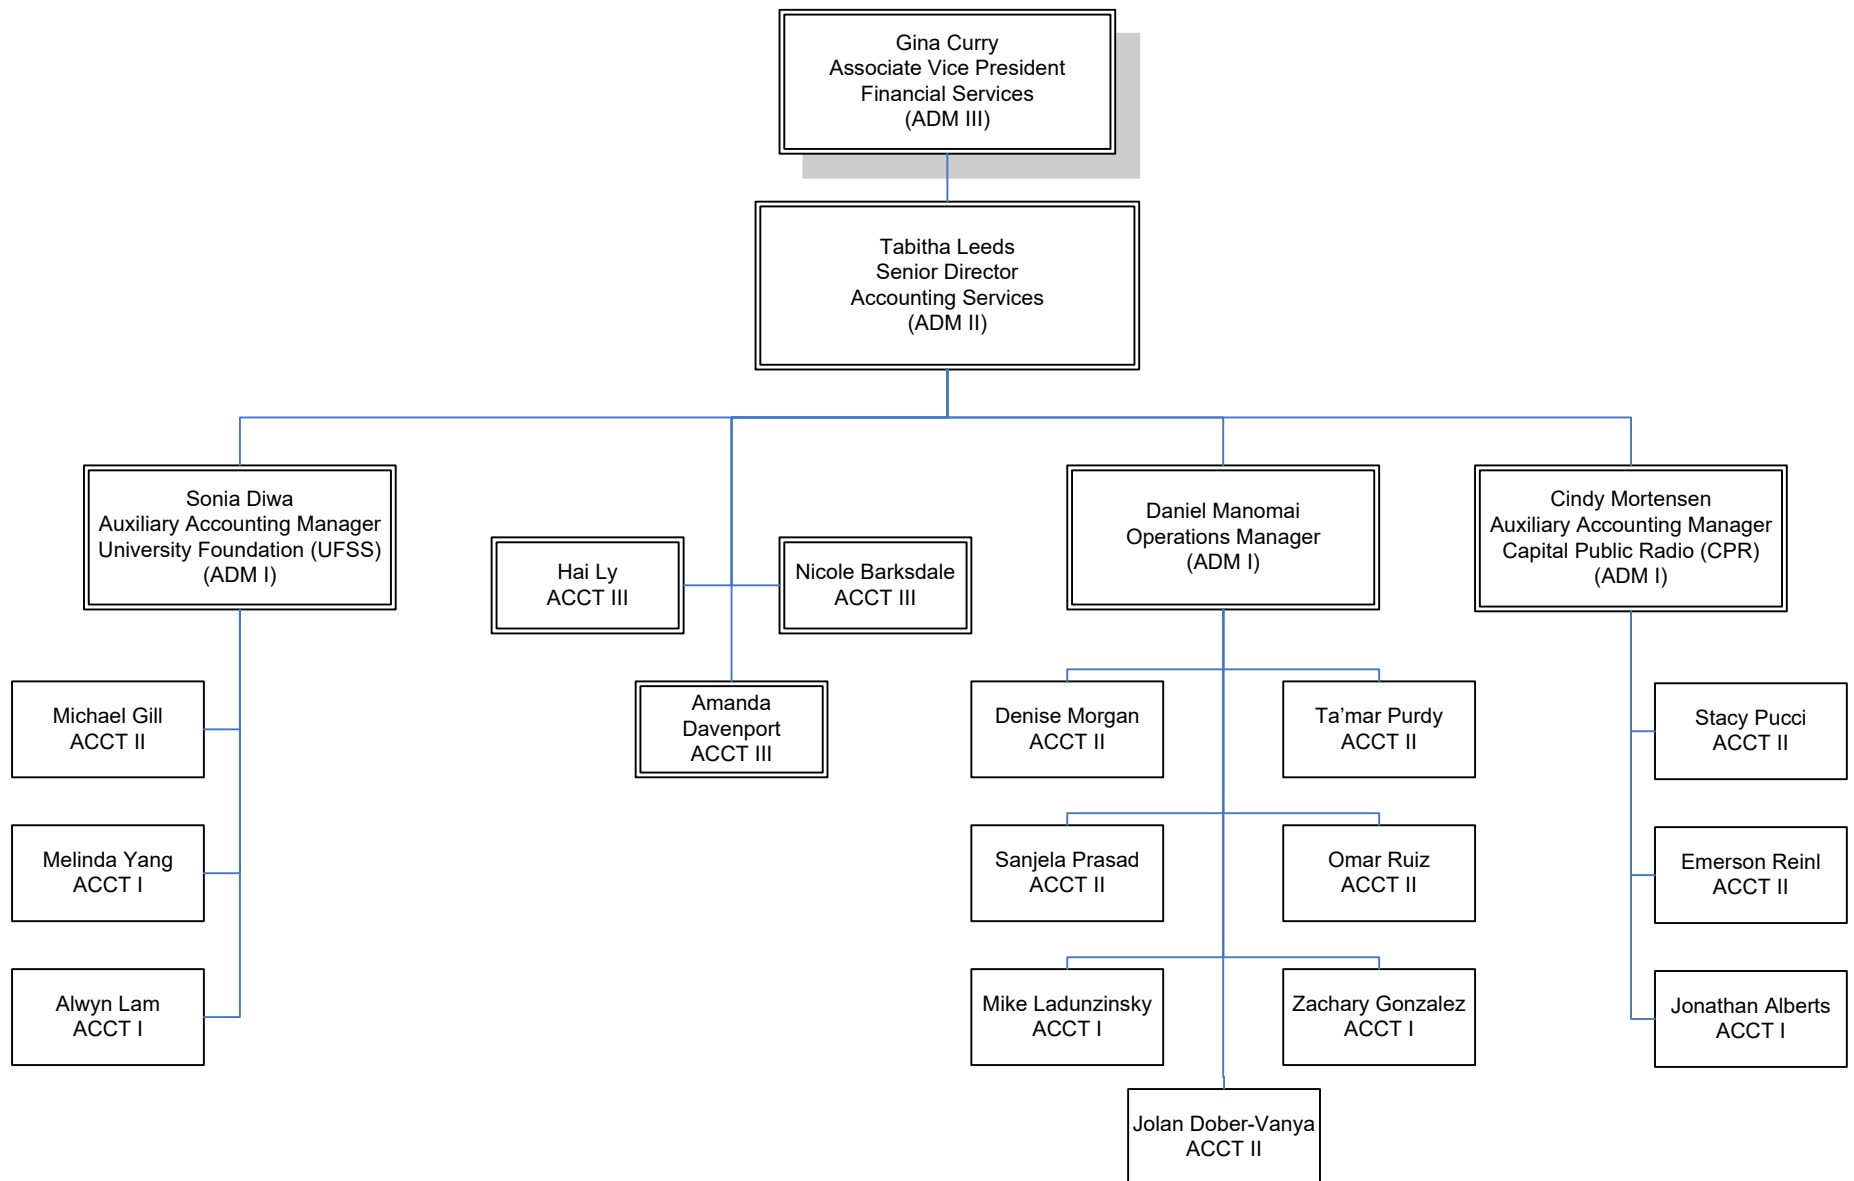 Gina Curry
Associate Vice President
Financial Services
(ADM III)
Tabitha Leeds
Senior Director
Accounting Services
(ADM II)
Sonia Diwa
Auxiliary Accounting Manager
University Foundation (UFSS)
(ADM I)
Hai Ly
ACCT III
Nicole Barksdale
ACCT III
Amanda
Davenport
ACCT III
Daniel Manomai
Operations Manager
(ADM I)
Cindy Mortensen
Auxiliary Accounting Manager
Capital Public Radio (CPR)
(ADM I)
Michael Gill
ACCT II
Melinda Yang
ACCT I
Alwyn Lam
ACCT I
Denise Morgan
ACCT II
Ta’mar Purdy
ACCT II
Sanjela Prasad
ACCT II
Omar Ruiz
ACCT II
Mike Ladunzinsky
ACCT I
Zachary Gonzalez
ACCT I
Jolan Dober-Vanya
ACCT II
Stacy Pucci
ACCT II
Emerson Reinl
ACCT II
Jonathan Alberts
ACCT I